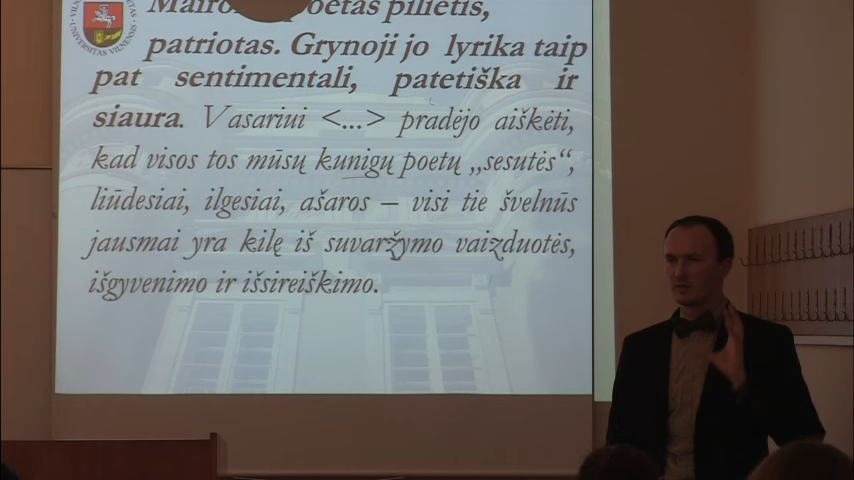 poetas pilietis,
patriotas. Grynoji jo lyrika taip
pat sentimentali, patetiška ir
siaura. Vasariui <...> pradėjo aiškėti,
kad visos tos mūsų kunigų poetų „sesutės“,
liūdesiai, ilgesiai, ašaros – visi tie švelnūs
jausmai yra kilę iš suvaržymo vaizduotės,
išgyvenimo ir išsireiškimo.